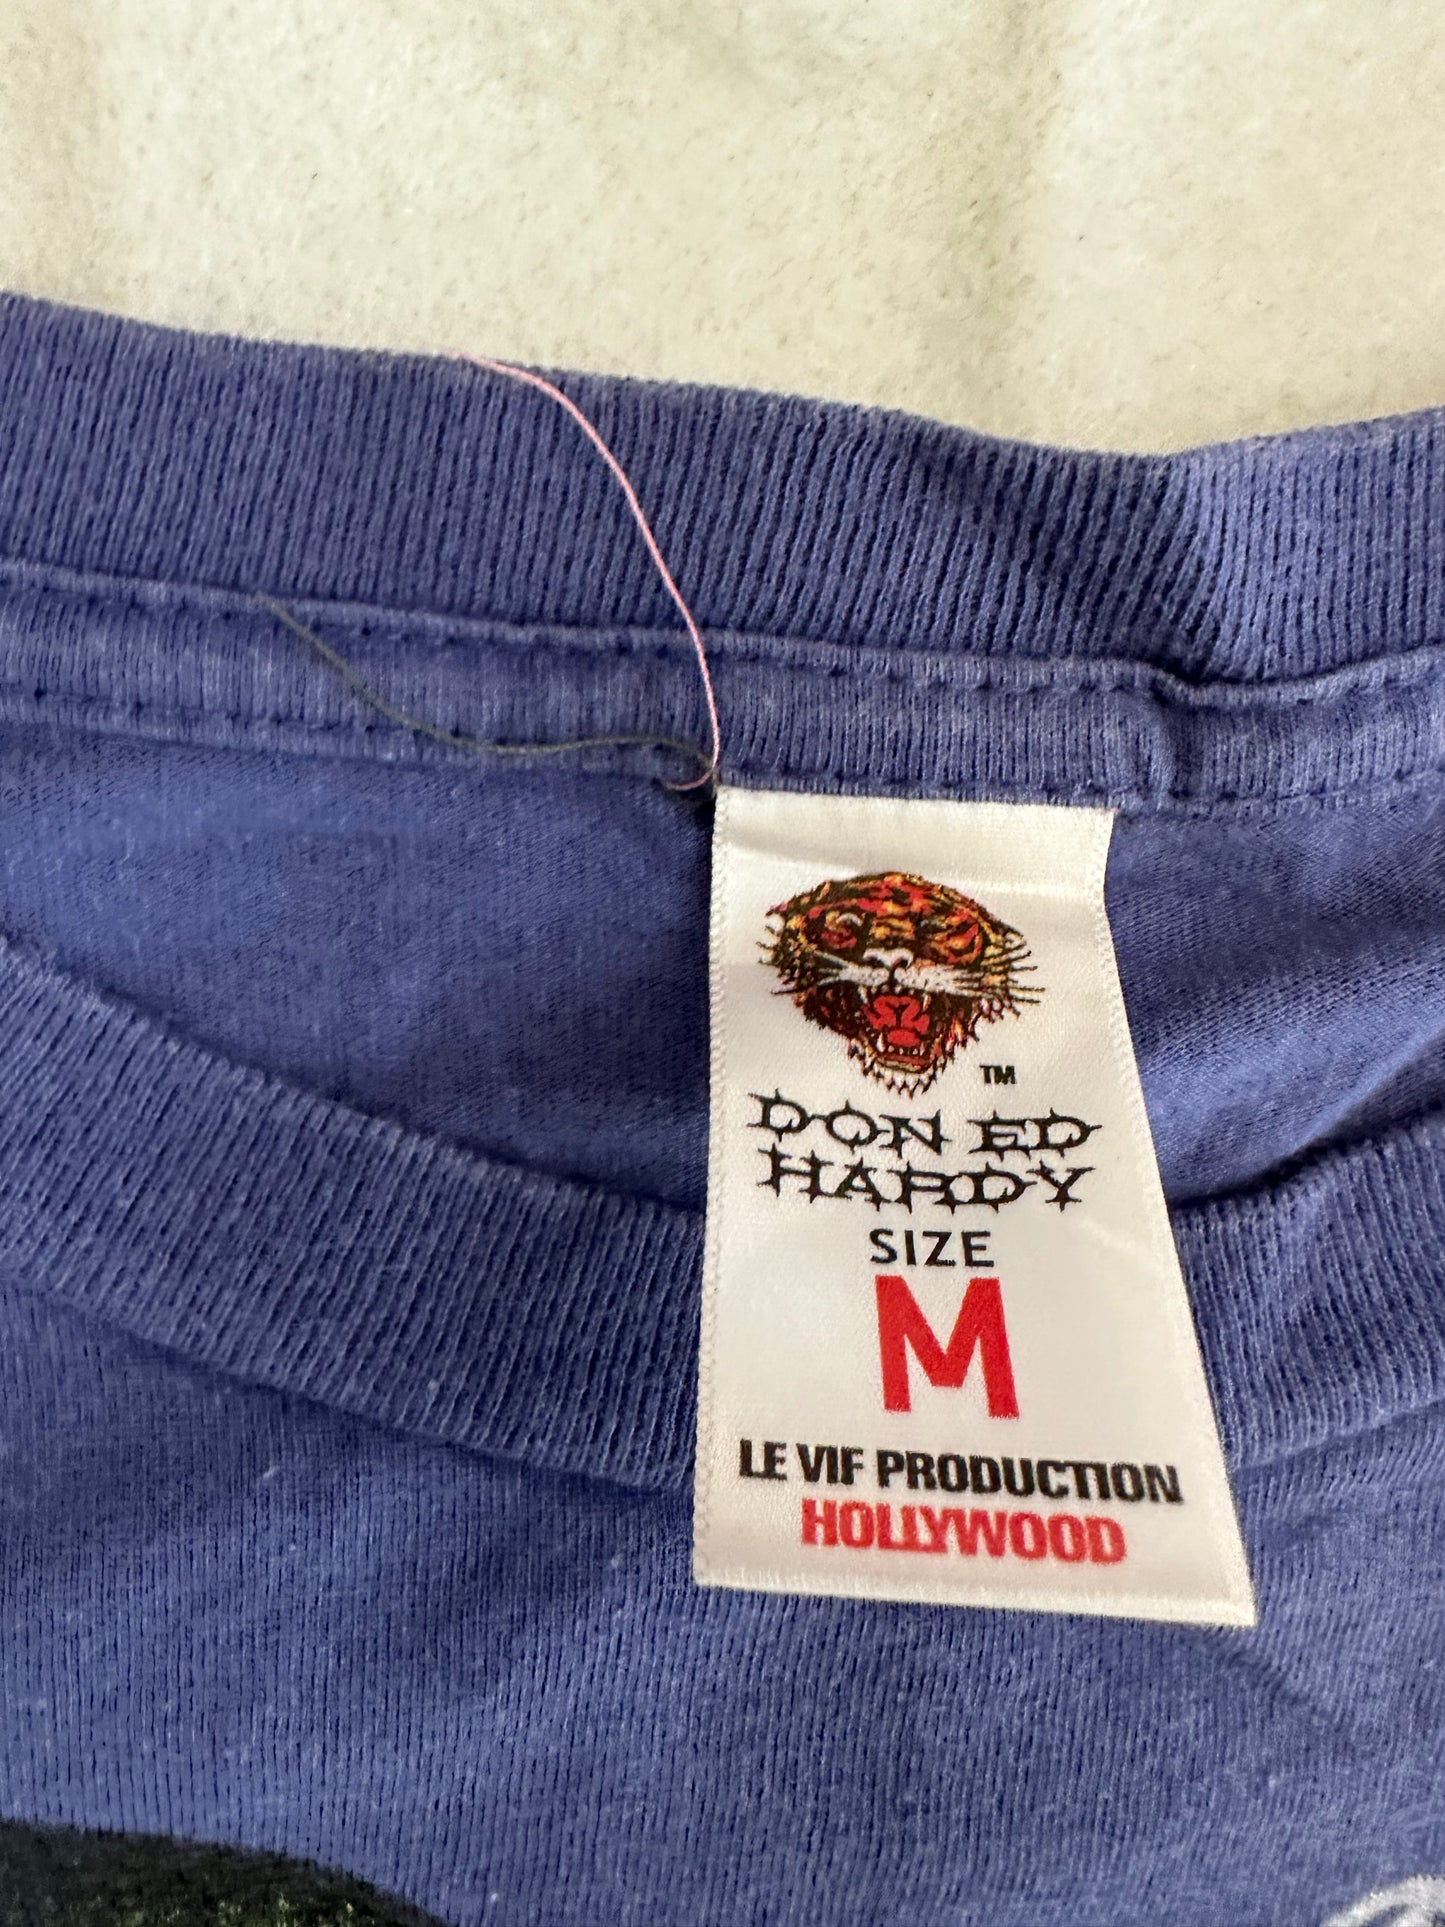 TM
DON ED
HARDY
SIZE
M
LE VIF PRODUCTION
HOLLYWOOD